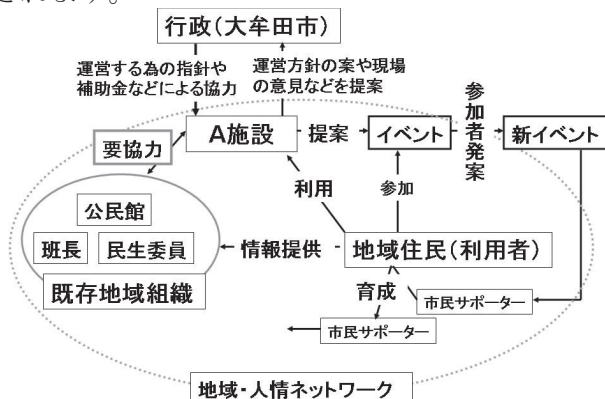 されます。
行政(大牟田市)
運営する為の指針や
補助金などによる協力
運営方針の案や現場
の意見などを提案
参加者発案
要協力
A施設
提案
イベント
新イベント
公民館
利用
参加
班長
民生委員
情報提供
地域住民(利用者)
既存地域組織
育成
市民サポーター
市民サポーター
地域・人情ネットワーク